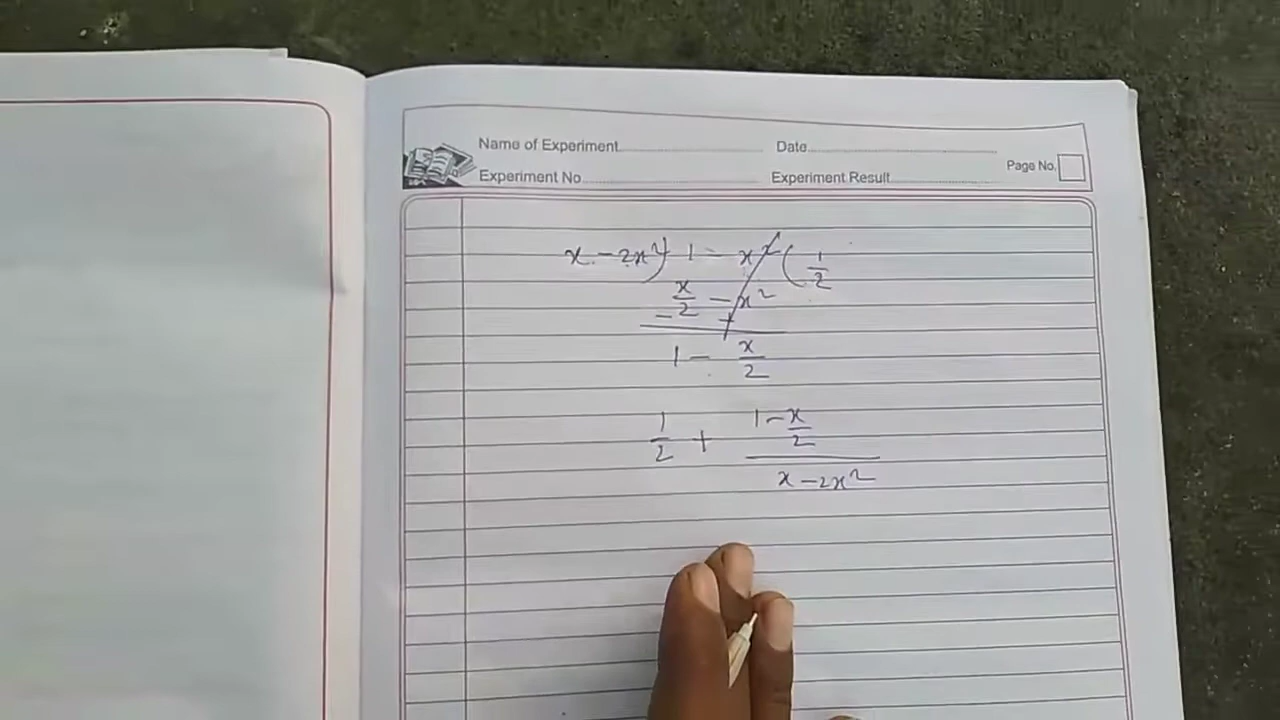 Name of Experiment Date
Page No.
Experiment No Experiment Result
x - 2x²) 1 - x² ( 1/2
x/2 - x²
- +
1 - x/2
1/2 + (1 - x/2)/(x - 2x²)